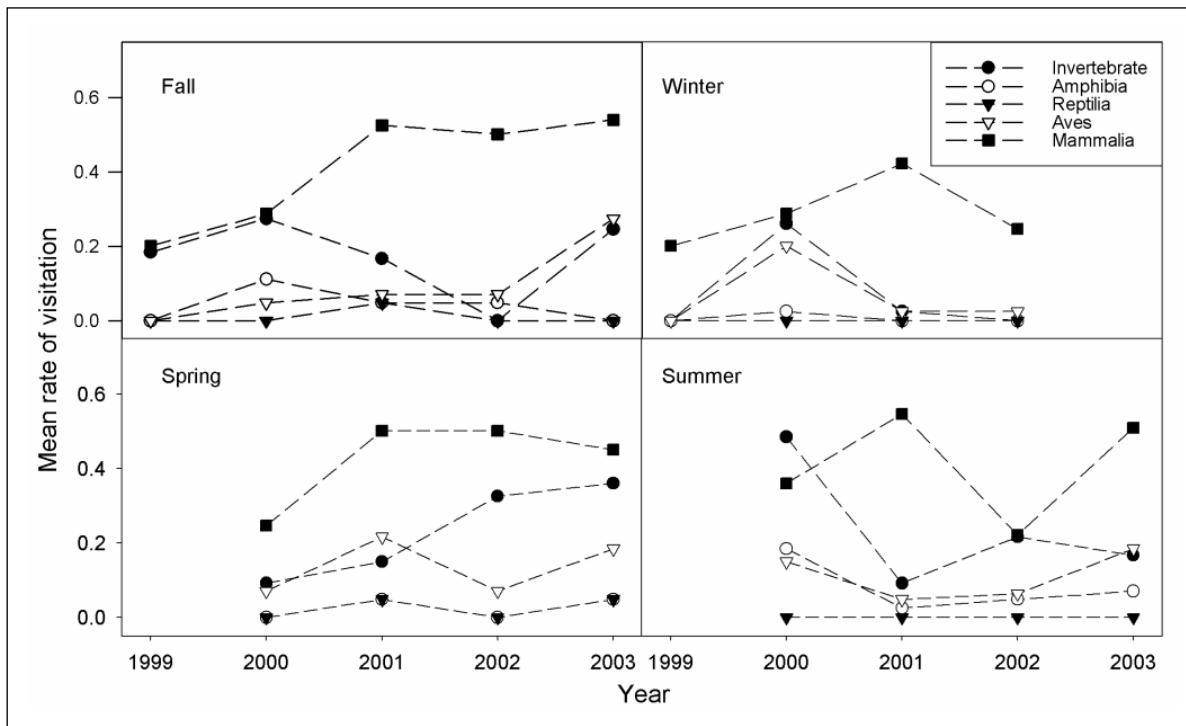 Fall
Winter
Invertebrate
Amphibia
Reptilia
Aves
Mammalia
0.6
0.4
0.2
0.0
Spring
Summer
0.6
0.4
0.2
0.0
Mean rate of visitation
1999 2000 2001 2002 2003 1999 2000 2001 2002 2003
Year